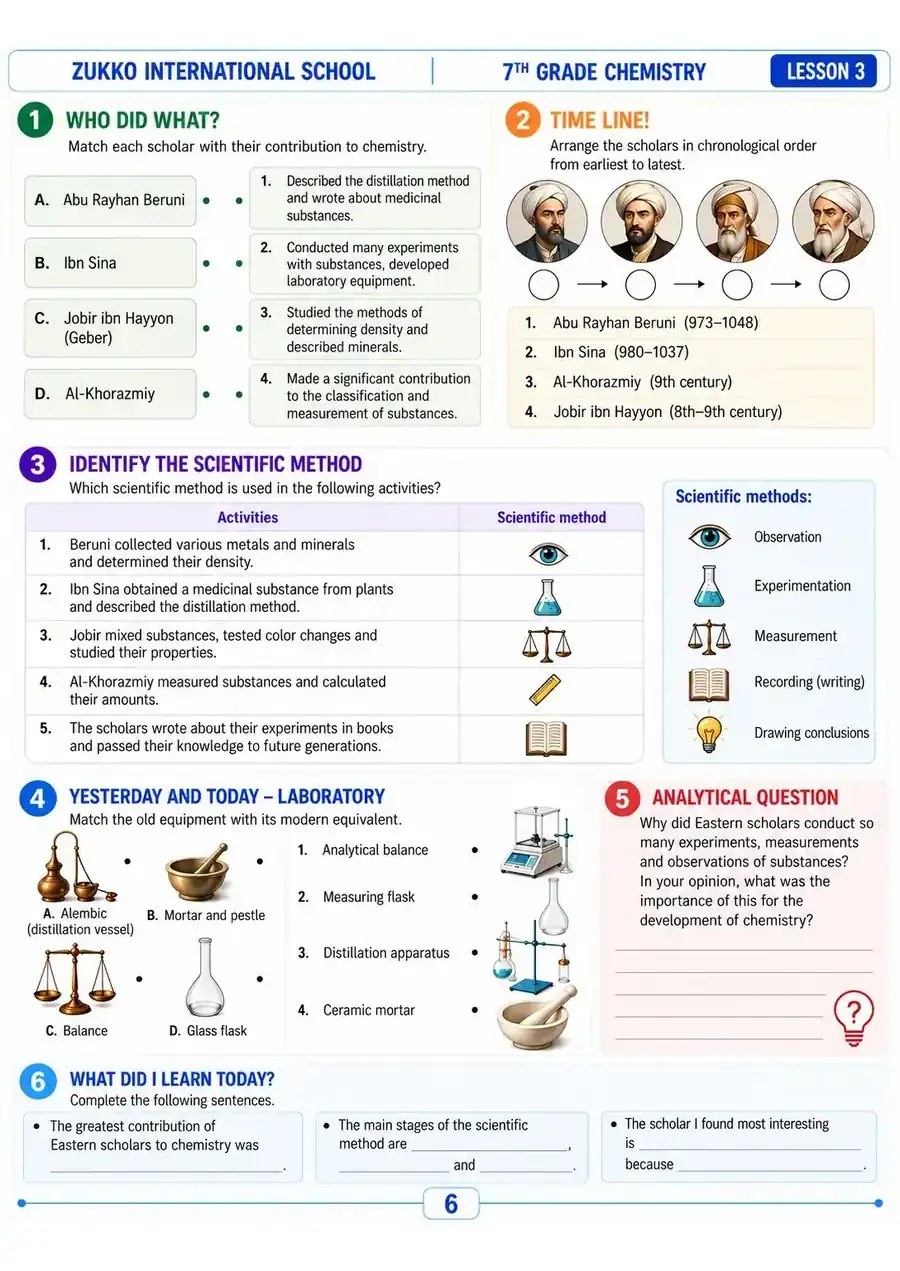 ZUKKO INTERNATIONAL SCHOOL
7TH GRADE CHEMISTRY
LESSON 3
1
WHO DID WHAT?
Match each scholar with their contribution to chemistry.
A. Abu Rayhan Beruni
B. Ibn Sina
C. Jobir ibn Hayyon
(Geber)
D. Al-Khorazmiy
1. Described the distillation method
and wrote about medicinal
substances.
2. Conducted many experiments
with substances, developed
laboratory equipment.
3. Studied the methods of
determining density and
described minerals.
4. Made a significant contribution
to the classification and
measurement of substances.
2
TIME LINE!
Arrange the scholars in chronological order
from earliest to latest.
1. Abu Rayhan Beruni (973–1048)
2. Ibn Sina (980–1037)
3. Al-Khorazmiy (9th century)
4. Jobir ibn Hayyon (8th–9th century)
3
IDENTIFY THE SCIENTIFIC METHOD
Which scientific method is used in the following activities?
Activities
Scientific method
1. Beruni collected various metals and minerals
and determined their density.
2. Ibn Sina obtained a medicinal substance from plants
and described the distillation method.
3. Jobir mixed substances, tested color changes and
studied their properties.
4. Al-Khorazmiy measured substances and calculated
their amounts.
5. The scholars wrote about their experiments in books
and passed their knowledge to future generations.
Scientific methods:
Observation
Experimentation
Measurement
Recording (writing)
Drawing conclusions
4
YESTERDAY AND TODAY – LABORATORY
Match the old equipment with its modern equivalent.
A. Alembic
(distillation vessel)
B. Mortar and pestle
C. Balance
D. Glass flask
1. Analytical balance
2. Measuring flask
3. Distillation apparatus
4. Ceramic mortar
5
ANALYTICAL QUESTION
Why did Eastern scholars conduct so
many experiments, measurements
and observations of substances?
In your opinion, what was the
importance of this for the
development of chemistry?
?
6
WHAT DID I LEARN TODAY?
Complete the following sentences.
• The greatest contribution of
Eastern scholars to chemistry was
____________________.
• The main stages of the scientific
method are ____________________,
____________________ and ____________________.
• The scholar I found most interesting
is ____________________
because ____________________.
6